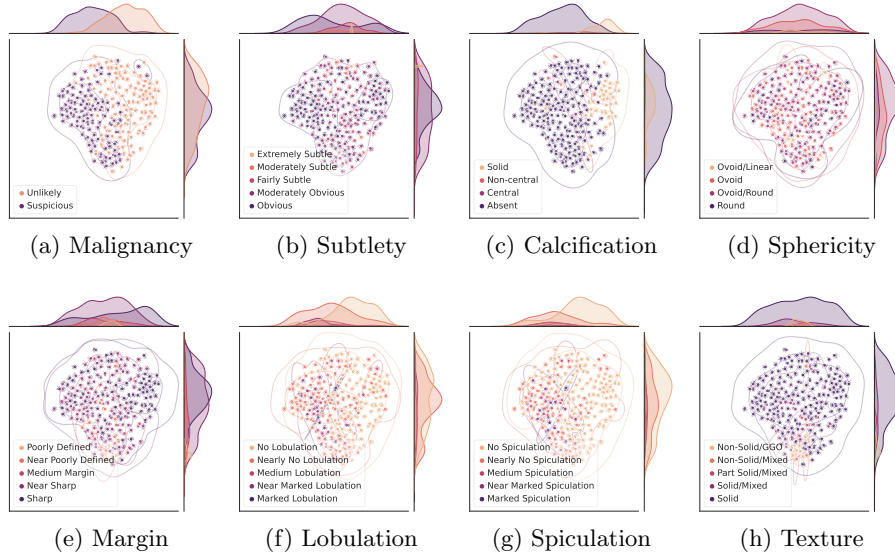 Unlikely
Suspicious
(a) Malignancy
Extremely Subtle
Moderately Subtle
Fairly Subtle
Moderately Obvious
Obvious
(b) Subtlety
Solid
Non-central
Central
Absent
(c) Calcification
Ovoid/Linear
Ovoid
Ovoid/Round
Round
(d) Sphericity
Poorly Defined
Near Poorly Defined
Medium Margin
Near Sharp
Sharp
(e) Margin
No Lobulation
Nearly No Lobulation
Medium Lobulation
Near Marked Lobulation
Marked Lobulation
(f) Lobulation
No Spiculation
Nearly No Spiculation
Medium Spiculation
Near Marked Spiculation
Marked Spiculation
(g) Spiculation
Non-Solid/GGO
Non-Solid/Mixed
Part Solid/Mixed
Solid/Mixed
Solid
(h) Texture